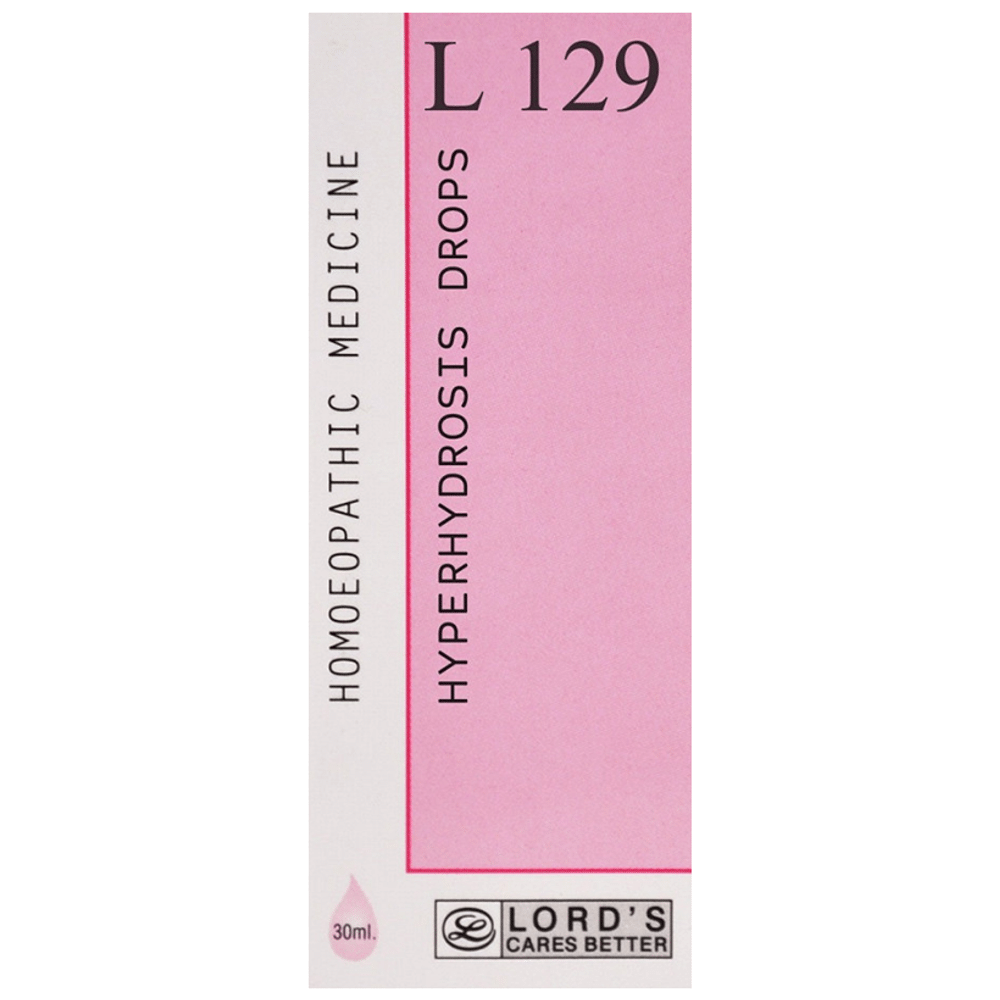 L 129
HOMOEOPATHIC MEDICINE
HYPERHYDROSIS DROPS
30ml.
LORD'S
CARES BETTER